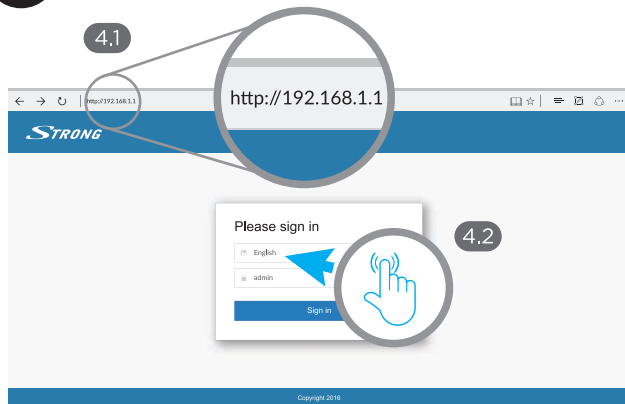 4.1
http://192.168.1.1
http://192.168.1.1
STRONG
Please sign in
English
4.2
admin
Sign in
Copyright 2016